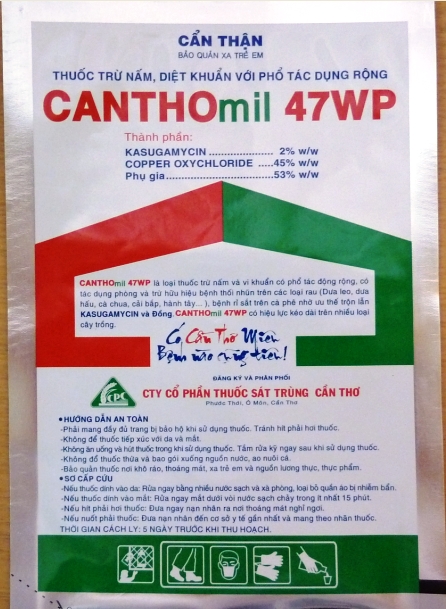 CẨN THẬN
BẢO QUẢN XA TRẺ EM
THUỐC TRỪ NẤM, DIỆT KHUẨN VỚI PHỔ TÁC DỤNG RỘNG
CANTHOmil 47WP
Thành phần:
KASUGAMYCIN ..................... 2% w/w
COPPER OXYCHLORIDE .....45% w/w
Phụ gia...................................53% w/w
CANTHOmil 47WP là loại thuốc trừ nấm và vi khuẩn có phổ tác động rộng, có
tác dụng phòng và trừ hữu hiệu bệnh thối nhũn trên các loại rau (Dưa leo, dưa
hấu, cà chua, cải bắp, hành tây...), bệnh rỉ sắt trên cà phê nhờ ưu thế trộn lẫn
KASUGAMYCIN và Đồng. CANTHOmil 47WP có hiệu lực kéo dài trên nhiều loại
cây trồng.
Có Cần Thơ Miên
Bệnh nào cũng tiên!
ĐĂNG KÝ VÀ PHÂN PHỐI
CPC
CTY CỔ PHẦN THUỐC SÁT TRÙNG CẦN THƠ
Phước Thới, Ô Môn, Cần Thơ
•HƯỚNG DẪN AN TOÀN
-Phải mang đầy đủ trang bị bảo hộ khi sử dụng thuốc. Tránh hít phải hơi thuốc.
-Không để thuốc tiếp xúc với da và mắt.
-Không ăn uống và hút thuốc trong khi sử dụng thuốc. Tắm rửa kỹ ngay sau khi sử dụng thuốc.
-Không đổ thuốc thừa và bao gói xuống nguồn nước, ao nuôi cá.
-Bảo quản thuốc nơi khô ráo, thoáng mát, xa trẻ em và nguồn lương thực, thực phẩm.
•SƠ CẤP CỨU
-Nếu thuốc dính vào da: Rửa ngay bằng nhiều nước sạch và xà phòng, loại bỏ quần áo bị nhiễm bẩn.
-Nếu thuốc dính vào mắt: Rửa ngay mắt dưới vòi nước sạch chảy trong ít nhất 15 phút.
-Nếu hít phải hơi thuốc: Đưa ngay nạn nhân ra nơi thoáng mát nghỉ ngơi.
-Nếu nuốt phải thuốc: Đưa nạn nhân đến cơ sở y tế gần nhất và mang theo nhãn thuốc.
THỜI GIAN CÁCH LY: 5 NGÀY TRƯỚC KHI THU HOẠCH.